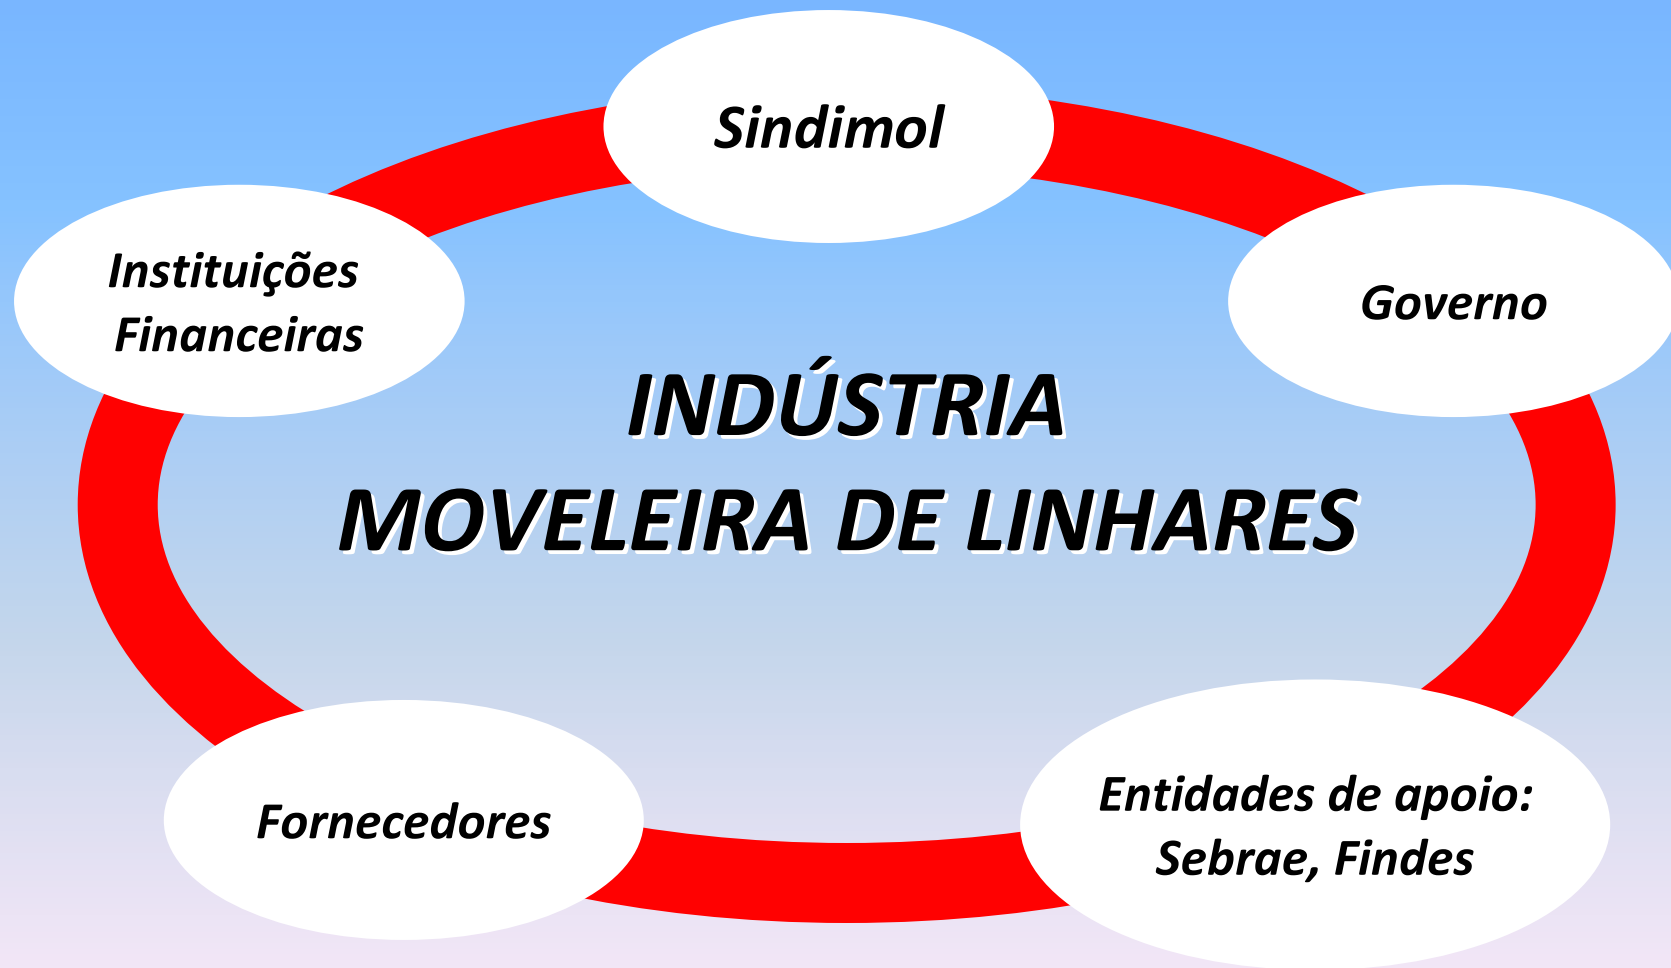 Sindimol
Instituições
Financeiras
Governo
INDÚSTRIA
MOVELEIRA DE LINHARES
Fornecedores
Entidades de apoio:
Sebrae, Findes